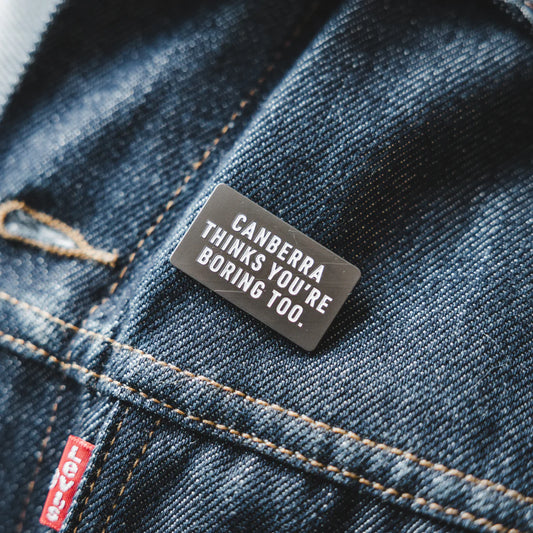 CANBERRA
THINKS YOU'RE
BORING TOO.
Levi's